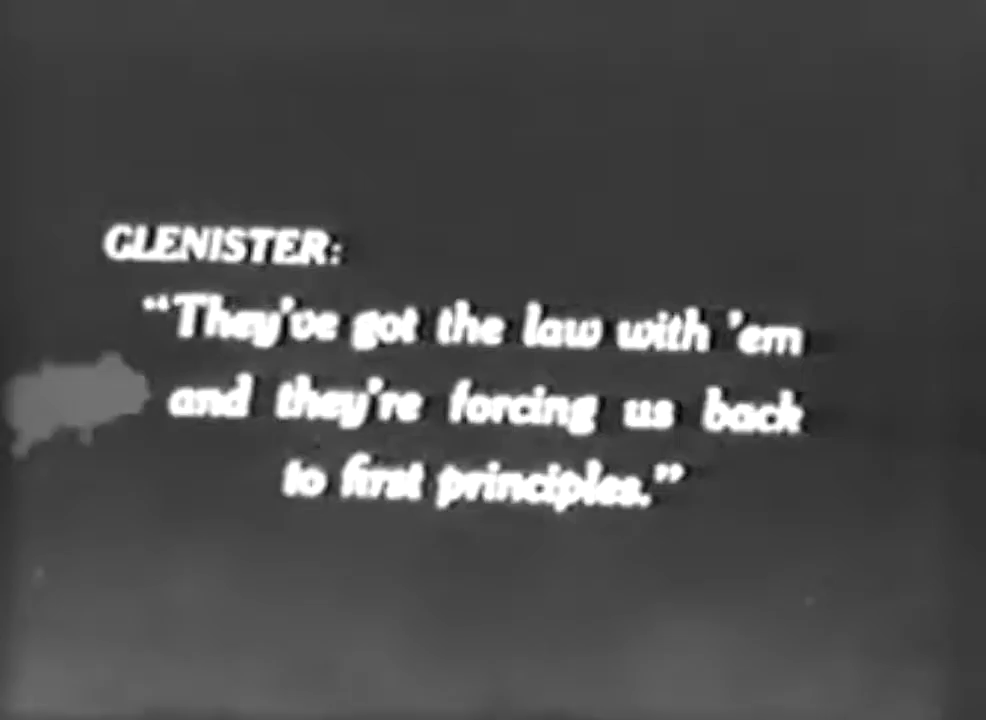 GLENISTER:
"They've got the law with 'em
and they're forcing us back
to first principles."